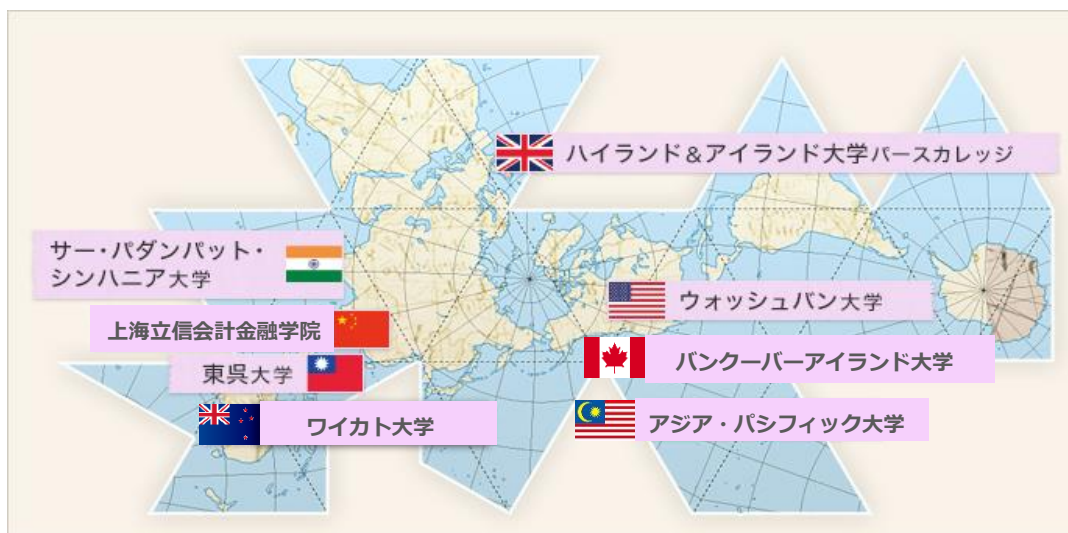 ハイランド&アイランド大学パースカレッジ
サー・パダンパット・
シンハニア大学
ウォッシュバン大学
上海立信会計金融学院
バンクーバーアイランド大学
東呉大学
ワイカト大学
アジア・パシフィック大学